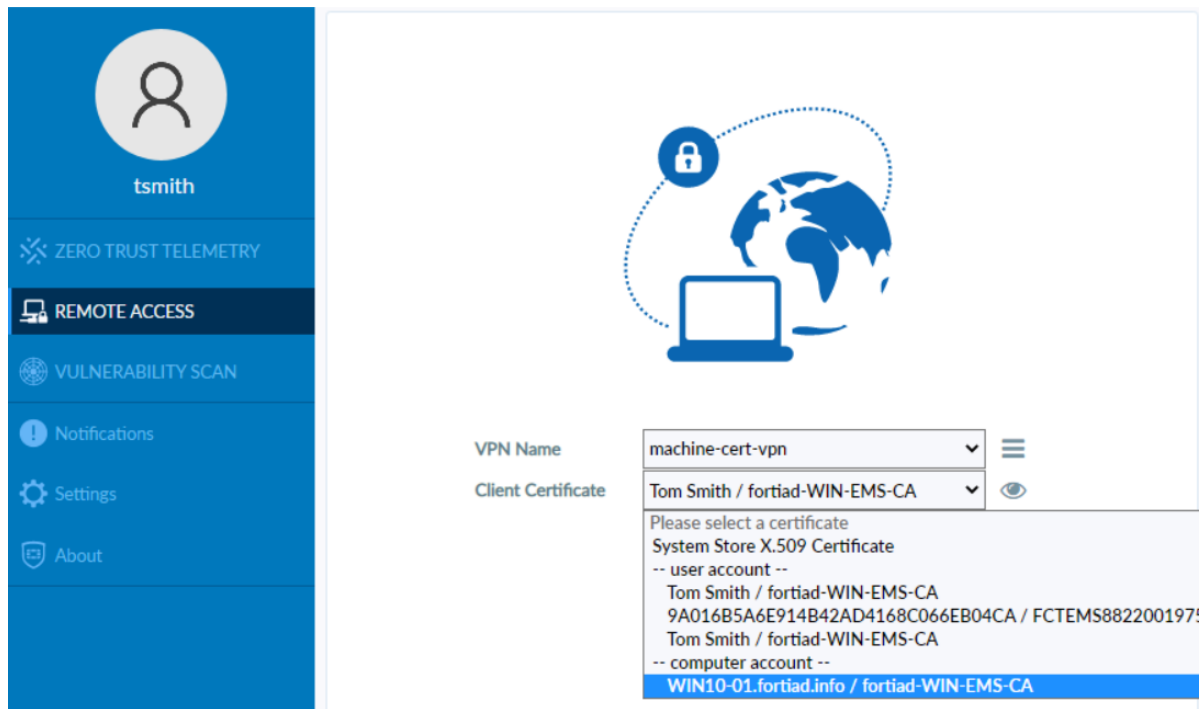 tsmith
ZERO TRUST TELEMETRY
REMOTE ACCESS
VULNERABILITY SCAN
Notifications
Settings
About
VPN Name
machine-cert-vpn
Client Certificate
Tom Smith / fortiad-WIN-EMS-CA
Please select a certificate
System Store X.509 Certificate
-- user account --
Tom Smith / fortiad-WIN-EMS-CA
9A016B5A6E914B42AD4168C066EB04CA / FCTEMS8822001975
Tom Smith / fortiad-WIN-EMS-CA
-- computer account --
WIN10-01.fortiad.info / fortiad-WIN-EMS-CA